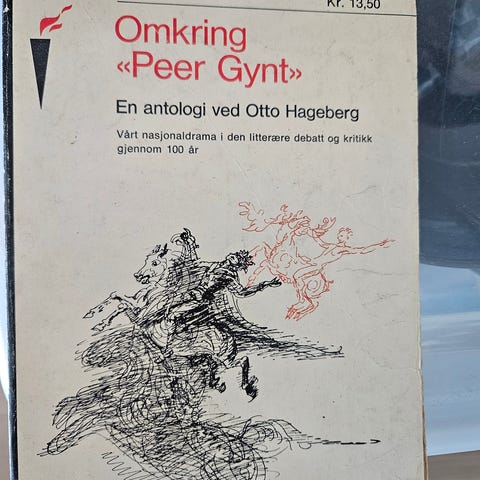 Kr. 13,50
Omkring
«Peer Gynt»
En antologi ved Otto Hageberg
Vårt nasjonaldrama i den litterære debatt og kritikk
gjennom 100 år